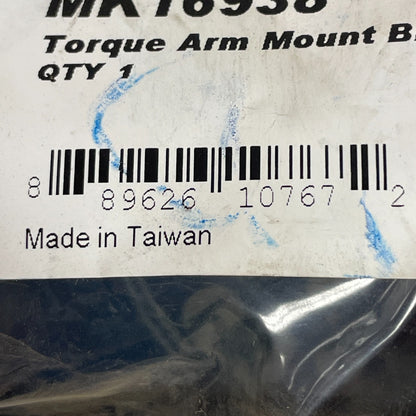 MK16938
Torque Arm Mount
QTY 1
8 89626 10767 2
Made in Taiwan